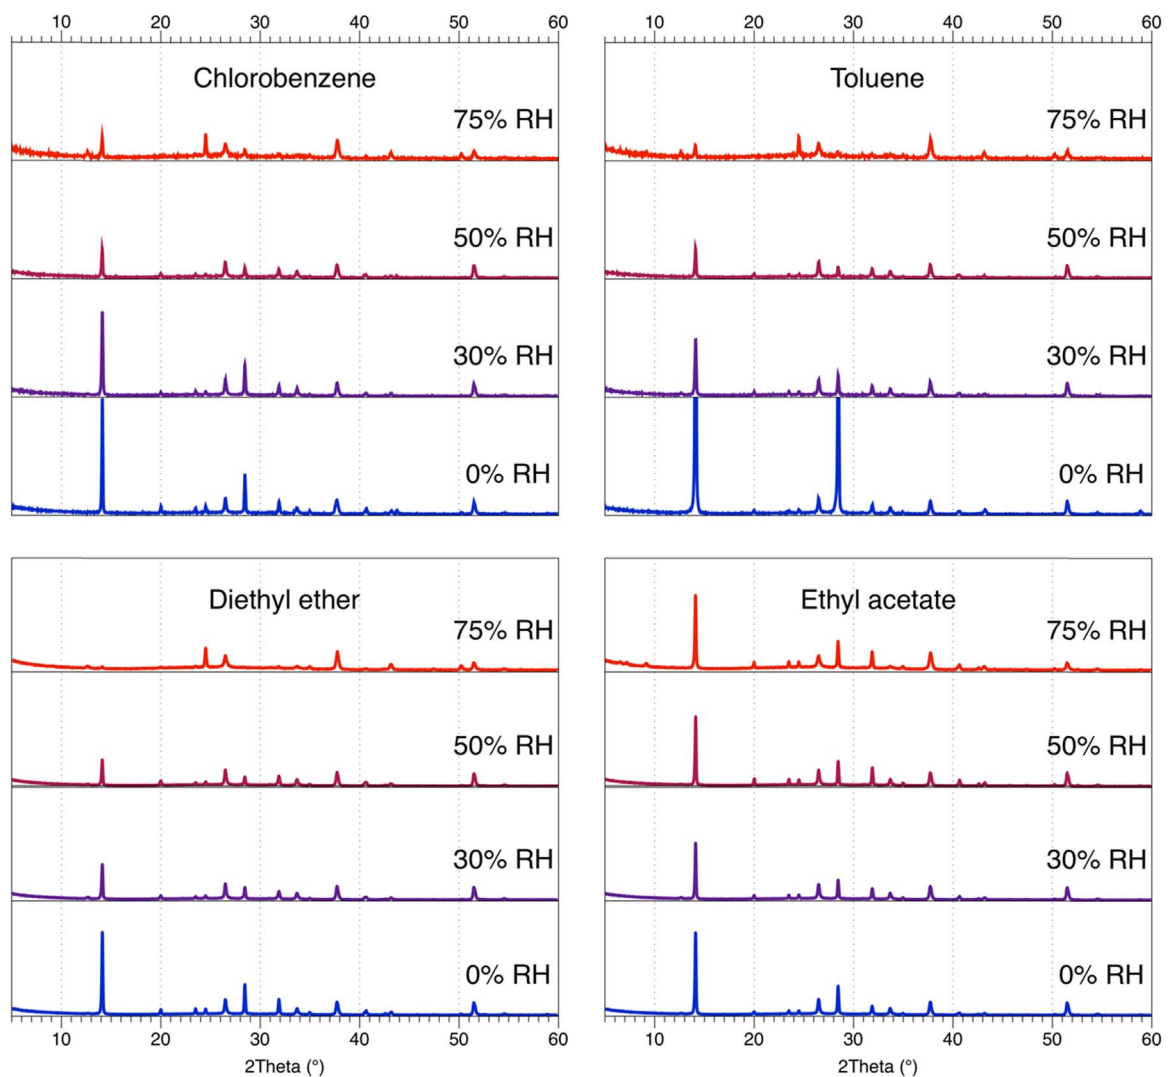 10 20 30 40 50 60 10 20 30 40 50 60
Chlorobenzene
75% RH
50% RH
30% RH
0% RH
Toluene
75% RH
50% RH
30% RH
0% RH
Diethyl ether
75% RH
50% RH
30% RH
0% RH
Ethyl acetate
75% RH
50% RH
30% RH
0% RH
10 20 30 40 50 60 10 20 30 40 50 60
2Theta (°) 2Theta (°)